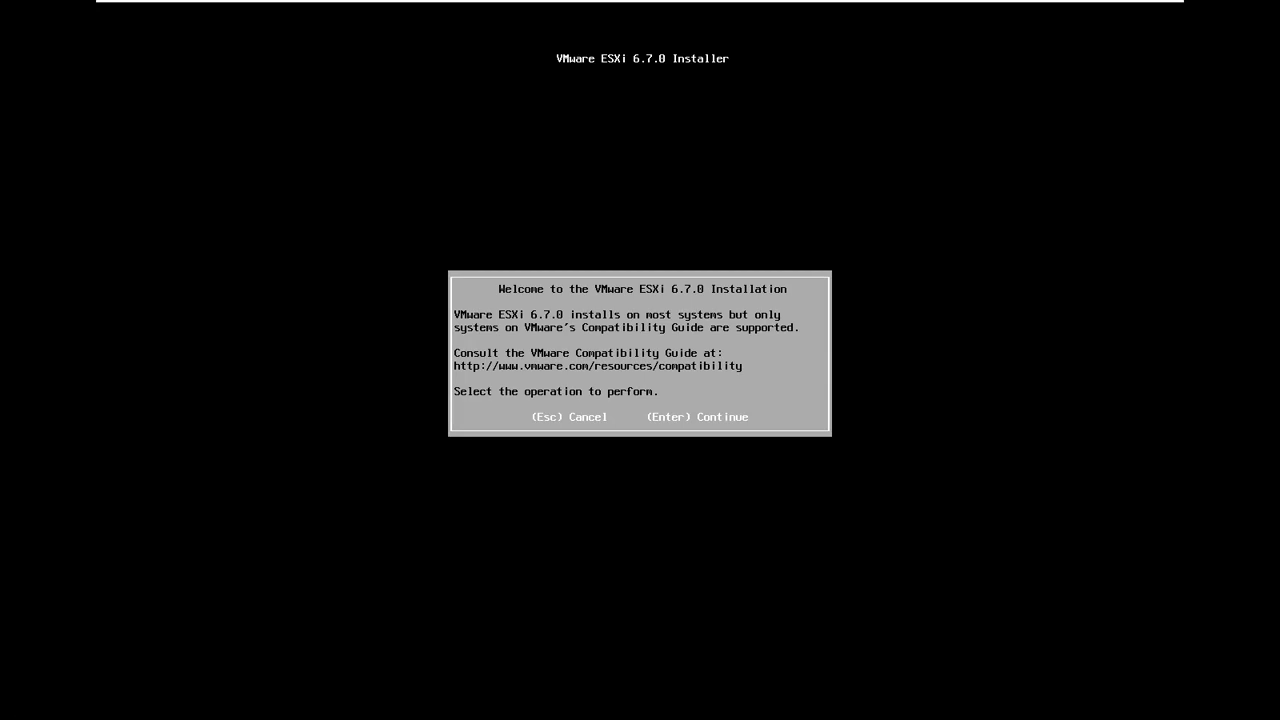 VMware ESXi 6.7.0 Installer
Welcome to the VMware ESXi 6.7.0 Installation
VMware ESXi 6.7.0 installs on most systems but only
systems on VMware's Compatibility Guide are supported.
Consult the VMware Compatibility Guide at:
http://www.vmware.com/resources/compatibility
Select the operation to perform.
(Esc) Cancel (Enter) Continue